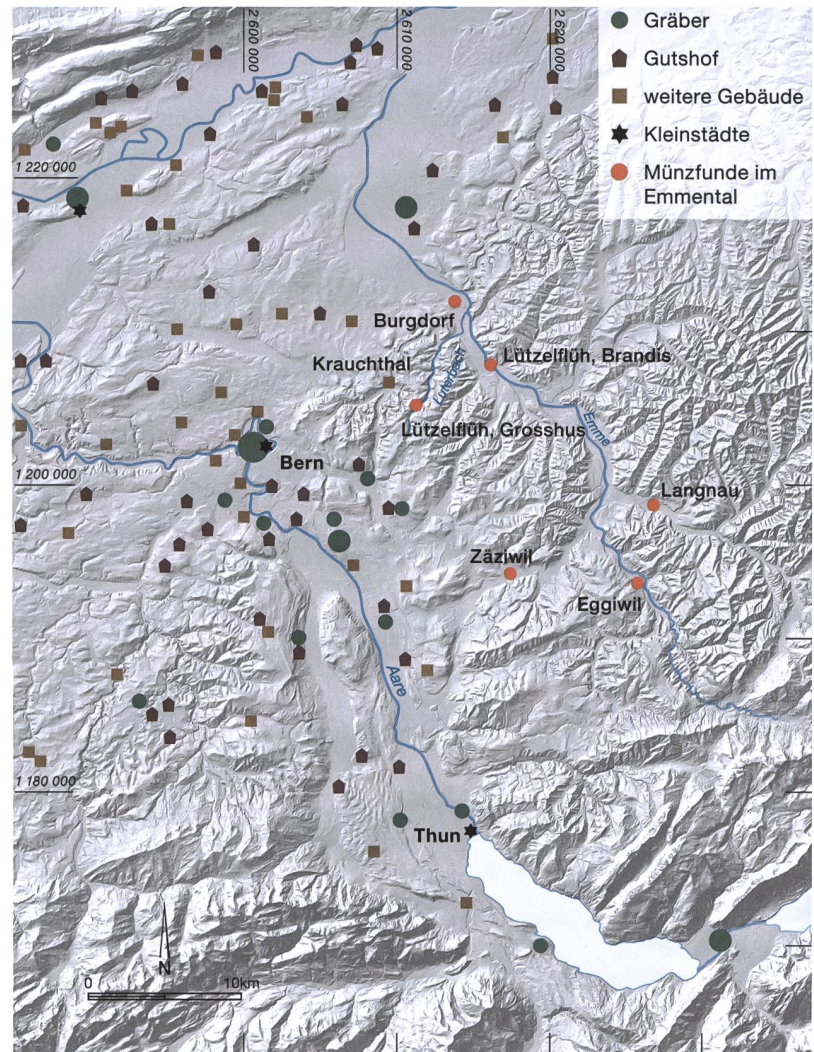 2 600 000
2 610 000
2 620 000
Gräber
Gutshof
weitere Gebäude
Kleinstädte
Münzfunde im
Emmental
1 220 000
Burgdorf
Krauchthal
Luterbach
Lützelflüh, Brandis
Lützelflüh, Grosshus
Emme
Bern
1 200 000
Langnau
Zäziwil
Eggiwil
Aare
1 180 000
Thun
N
0 10km